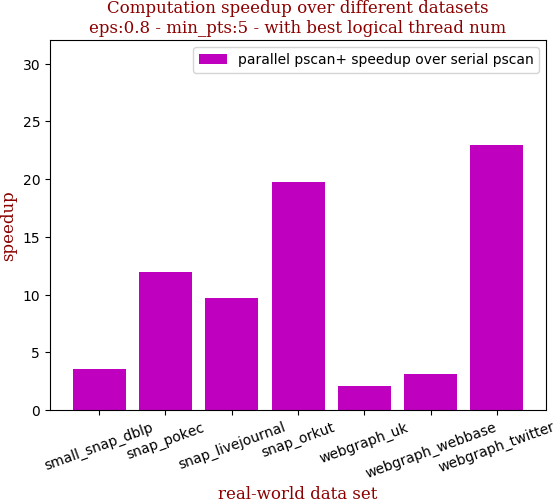 Computation speedup over different datasets
eps:0.8 - min_pts:5 - with best logical thread num
parallel pscan+ speedup over serial pscan
speedup
30
25
20
15
10
5
0
small_snap_dblp
snap_pokec
snap_livejournal
snap_orkut
webgraph_uk
webgraph_webbase
webgraph_twitter
real-world data set